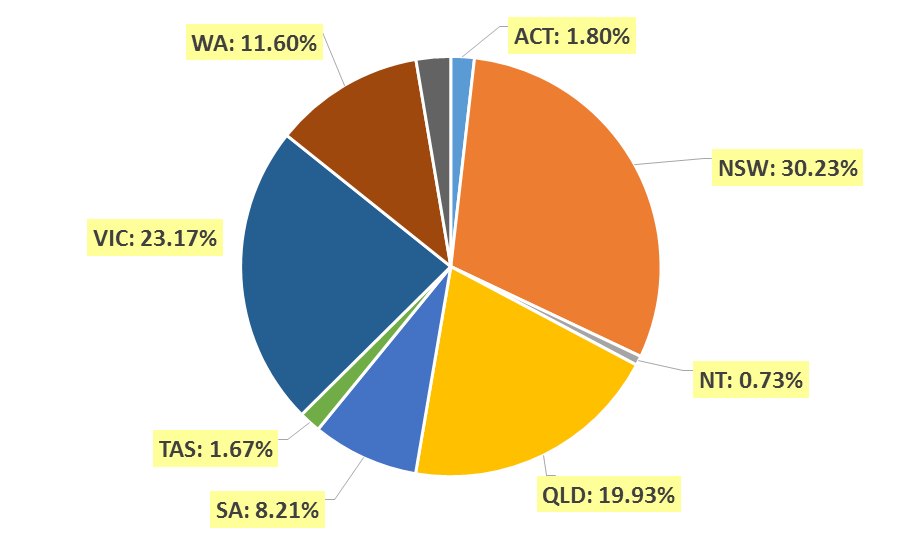 ACT: 1.80%
WA: 11.60%
NSW: 30.23%
VIC: 23.17%
NT: 0.73%
TAS: 1.67%
QLD: 19.93%
SA: 8.21%